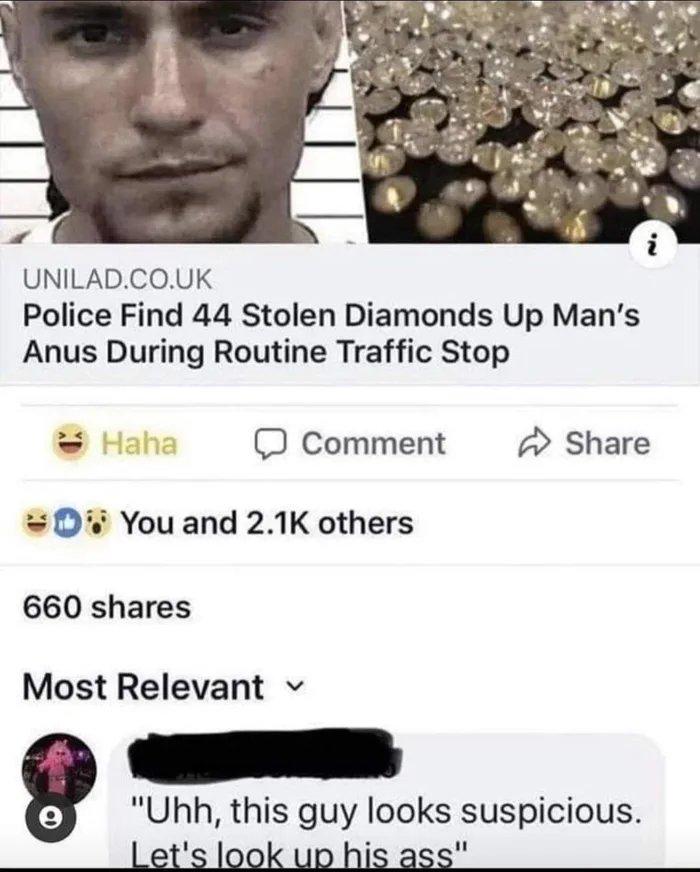 i
UNILAD.CO.UK
Police Find 44 Stolen Diamonds Up Man's
Anus During Routine Traffic Stop
Haha Comment Share
You and 2.1K others
660 shares
Most Relevant
"Uhh, this guy looks suspicious.
Let's look up his ass"